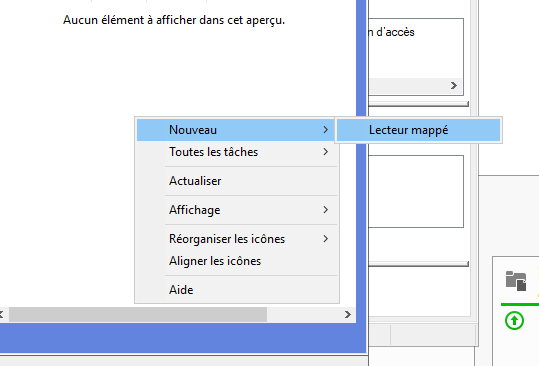 Aucun élément à afficher dans cet aperçu.
n d'accès
Nouveau
Lecteur mappé
Toutes les tâches
Actualiser
Affichage
Réorganiser les icônes
Aligner les icônes
Aide